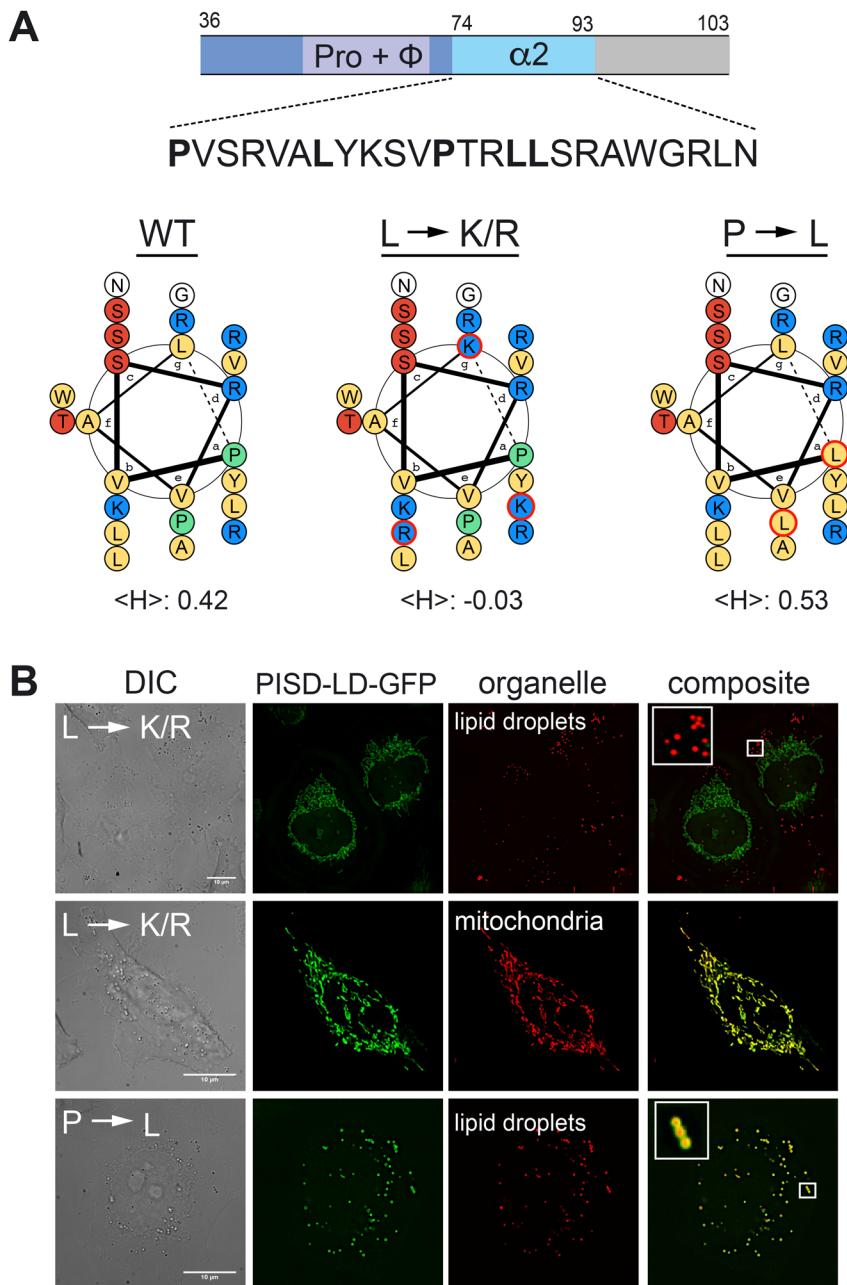 A
36 74 93 103
Pro + Φ α2
PVSRVALYKSVPTRLLSRAWGRLN
WT L → K/R P → L
N G
S R R
S L V
S R
c g d
W
T A f
a P
b e
V V Y
K P L
L A R
L
N G
S R R
S K V
S R
c g d
W
T A f
a P
b e
V V Y
K P K
R A R
L
N G
S R R
S L V
S R
c g d
W
T A f
a L
b e
V V Y
K L L
L A R
L
<H>: 0.42 <H>: -0.03 <H>: 0.53
B
DIC PISD-LD-GFP organelle composite
L → K/R lipid droplets
10 µm
L → K/R mitochondria
10 µm
P → L lipid droplets
10 µm